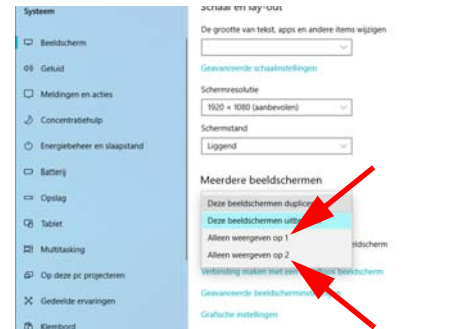 Systeem
Schaal en lay-out
De grootte van tekst, apps en andere items wijzigen
Beeldscherm
Geluid
Geavanceerde schaalinstellingen
Meldingen en acties
Schermresolutie
1920 × 1080 (aanbevolen)
Concentratiehulp
Schermstand
Energiebeheer en slaapstand
Liggend
Batterij
Meerdere beeldschermen
Opslag
Deze beeldschermen
Tablet
Deze beeldschermen
Alleen weergeven op 1
Multitasking
Alleen weergeven op 2
Op deze pc projecteren
Verbinding maken met een beeldscherm
Gedeelde ervaringen
Geavanceerde
Grafische instellingen
Klembord